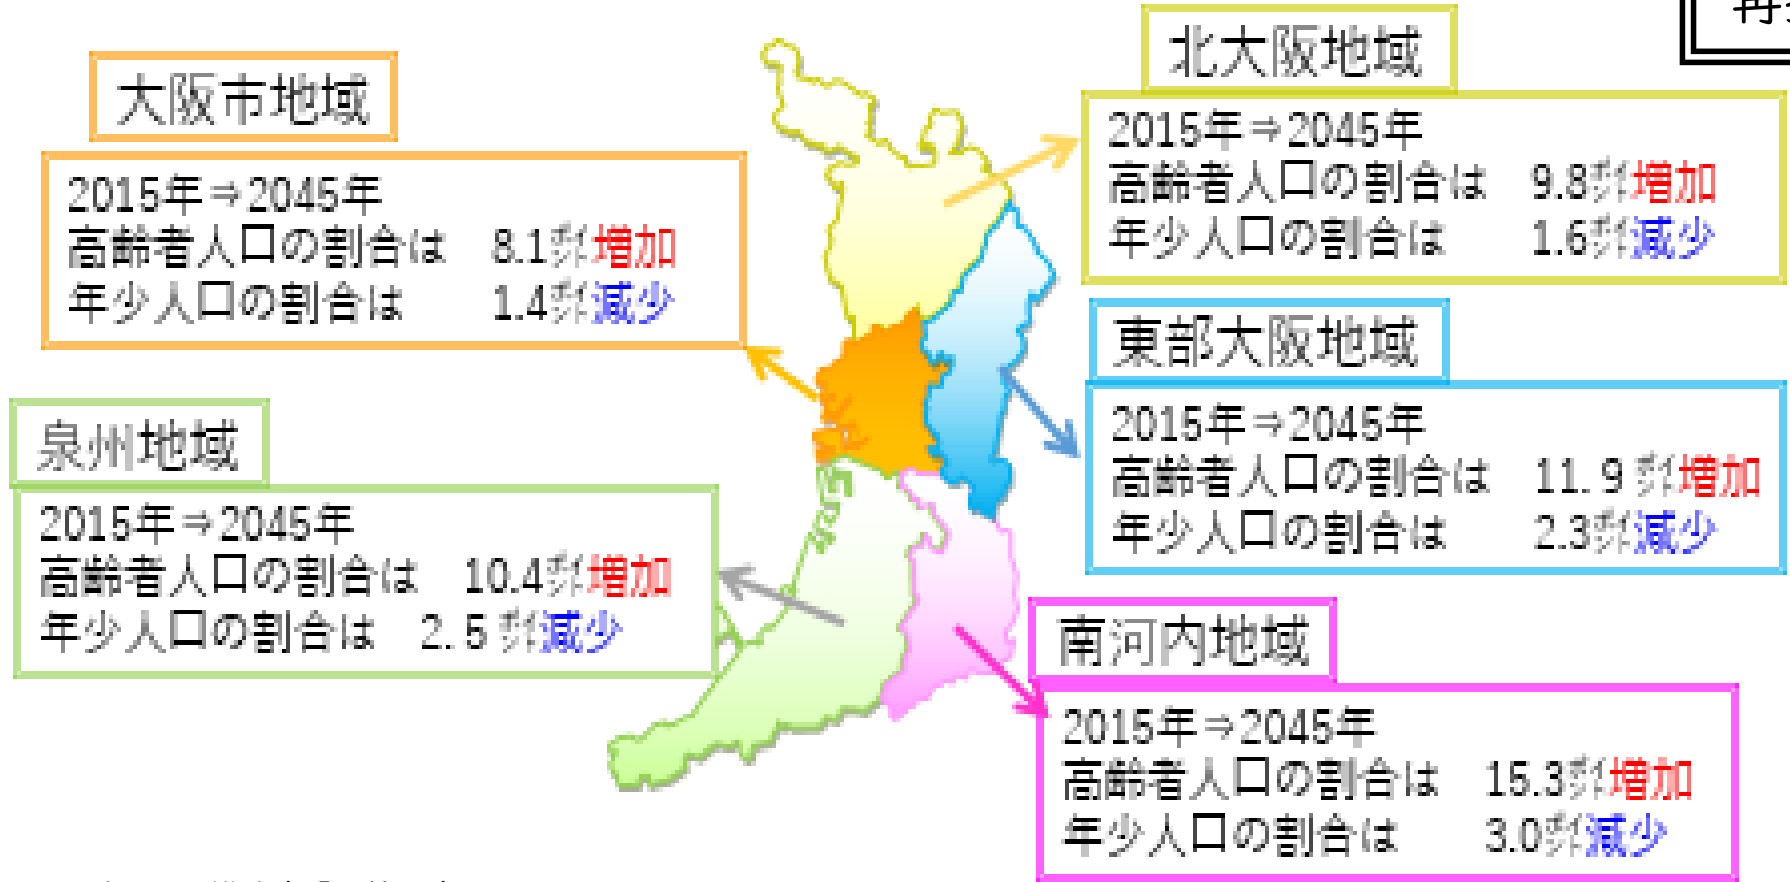 大阪市地域
2015年⇒2045年
高齢者人口の割合は 8.1㌽増加
年少人口の割合は 1.4㌽減少
北大阪地域
2015年⇒2045年
高齢者人口の割合は 9.8㌽増加
年少人口の割合は 1.6㌽減少
東部大阪地域
2015年⇒2045年
高齢者人口の割合は 11.9㌽増加
年少人口の割合は 2.3㌽減少
泉州地域
2015年⇒2045年
高齢者人口の割合は 10.4㌽増加
年少人口の割合は 2.5㌽減少
南河内地域
2015年⇒2045年
高齢者人口の割合は 15.3㌽増加
年少人口の割合は 3.0㌽減少